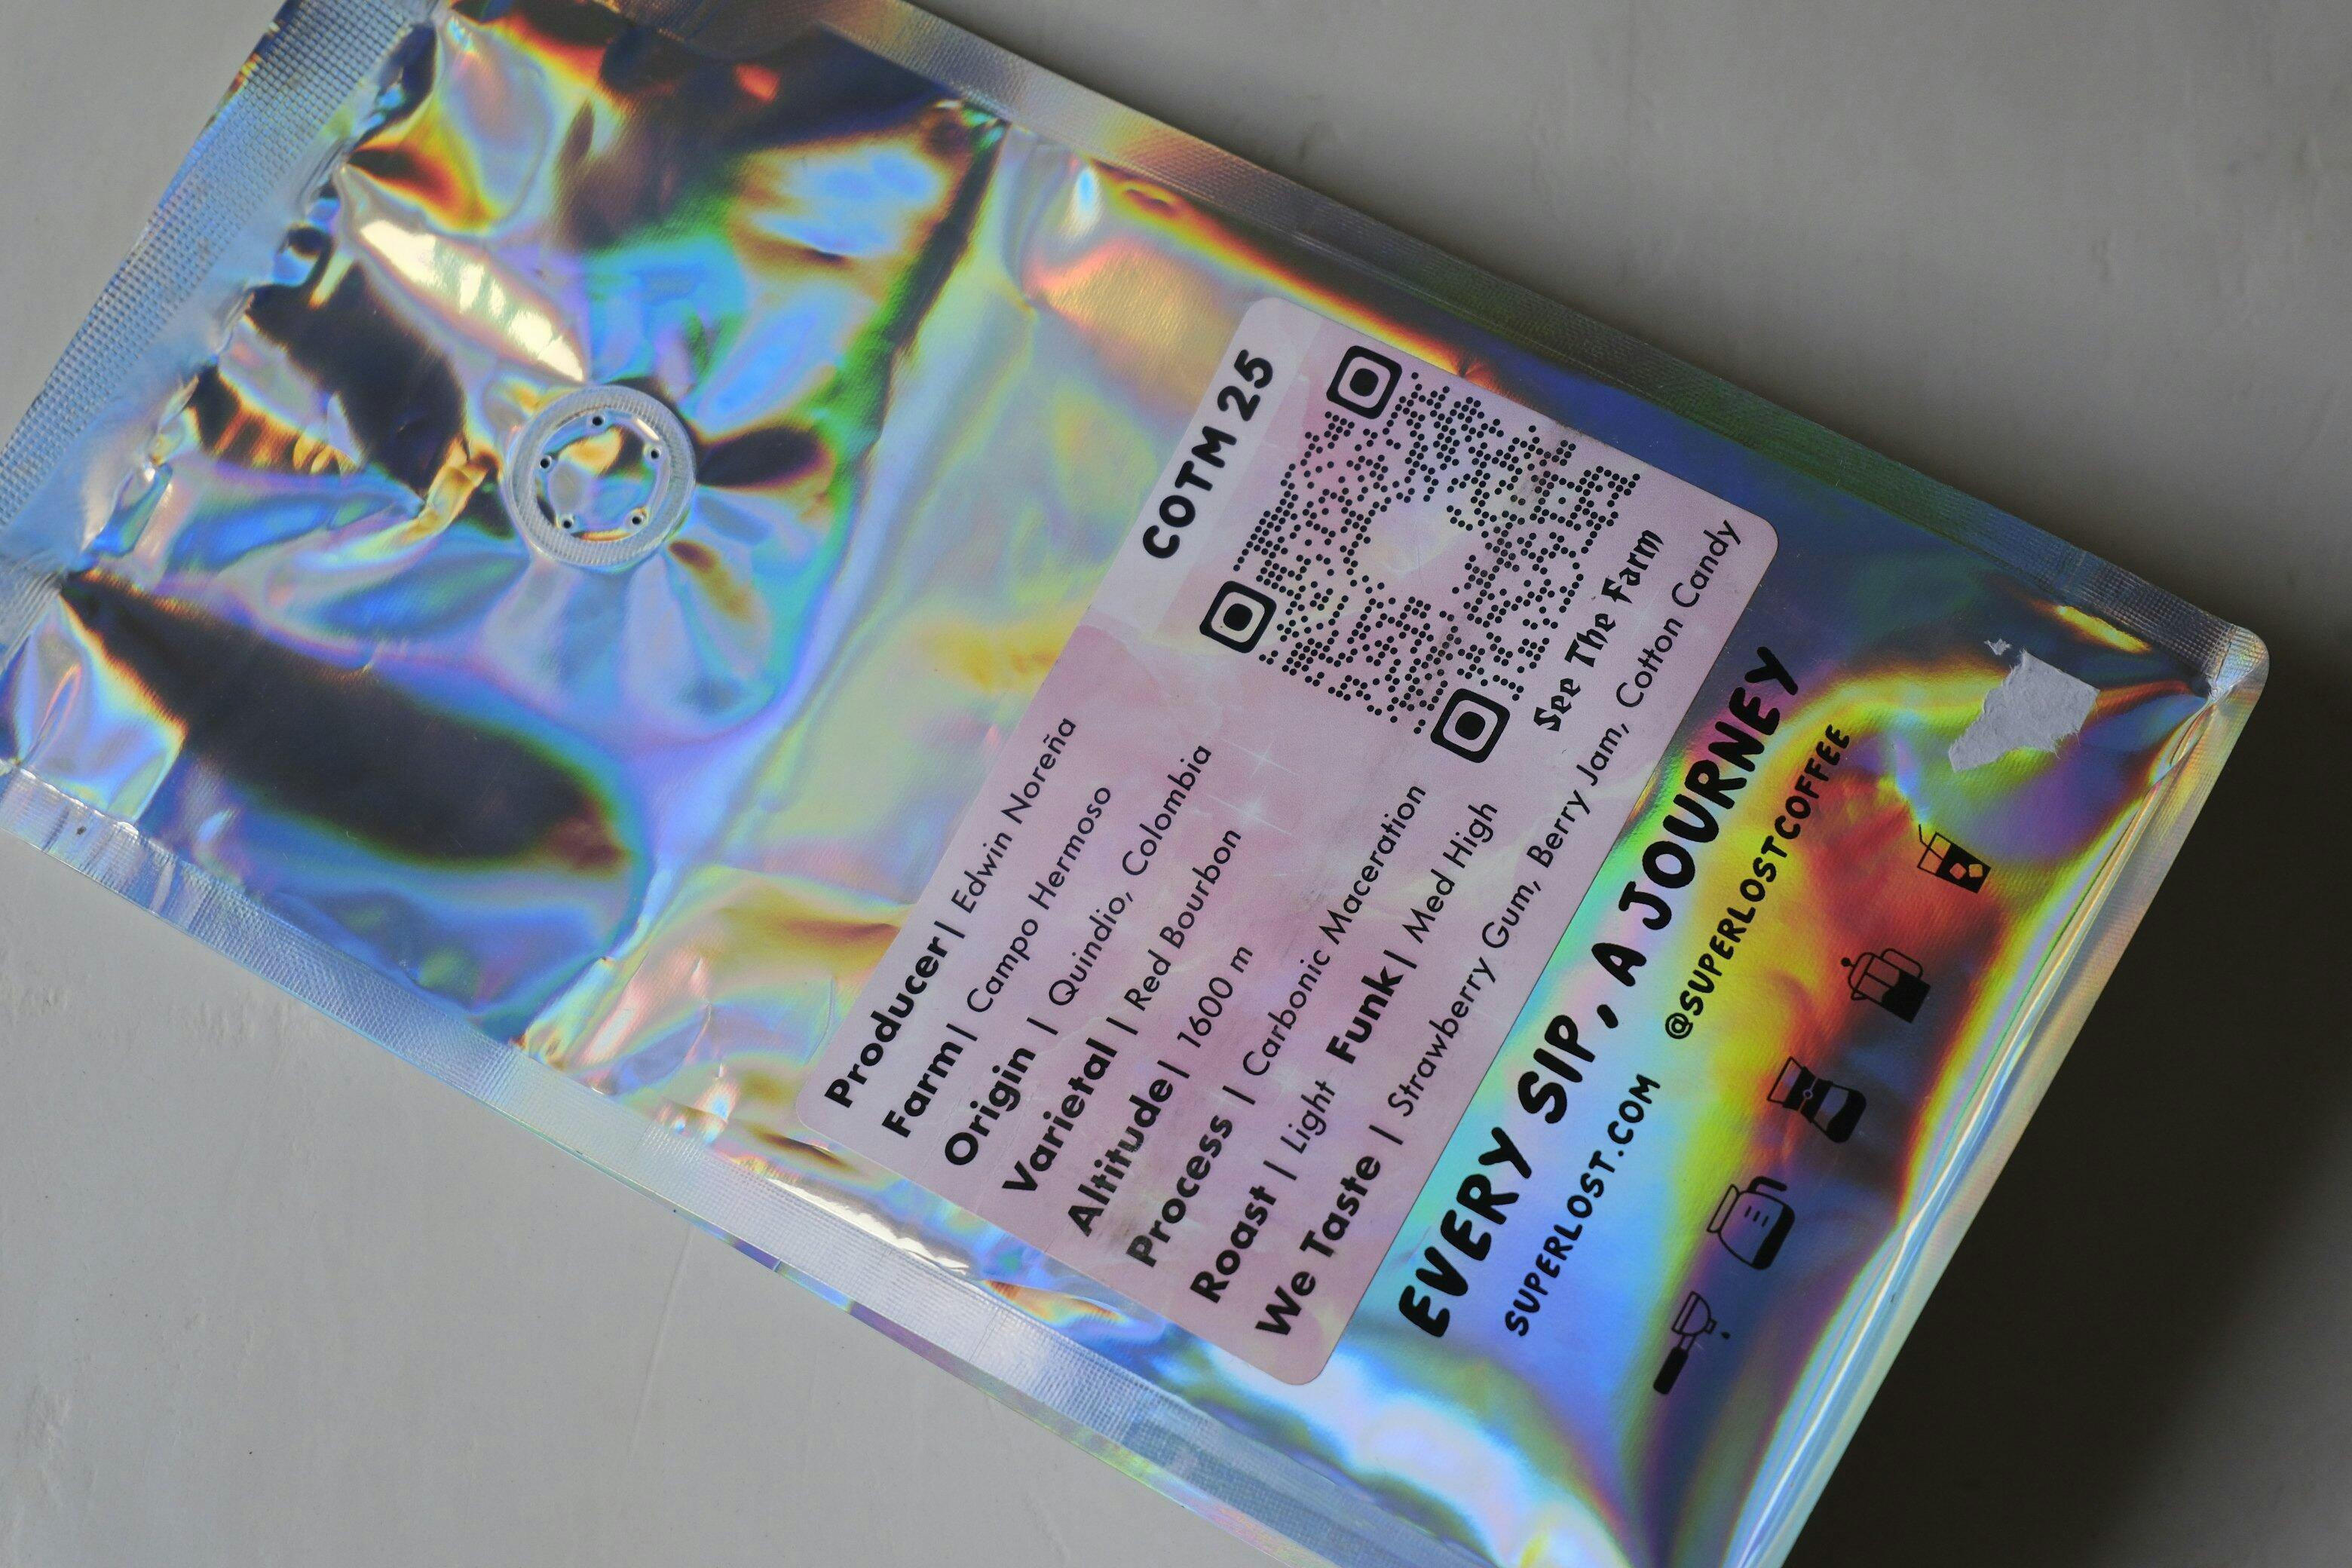 COTM 25
See The Farm
Producer | Edwin Noreña
Farm | Campo Hermoso
Origin | Quindio, Colombia
Varietal | Red Bourbon
Altitude | 1600 m
Process | Carbonic Maceration
Roast | Light Funk | Med High
We Taste | Strawberry Gum, Berry Jam, Cotton Candy
EVERY SIP, A JOURNEY
SUPERLOST.COM @SUPERLOSTCOFFEE